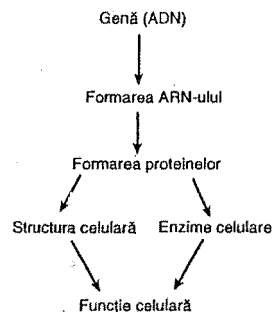 Genă (ADN)
Formarea ARN-ului
Formarea proteinelor
Structura celulară Enzime celulare
Funcție celulară